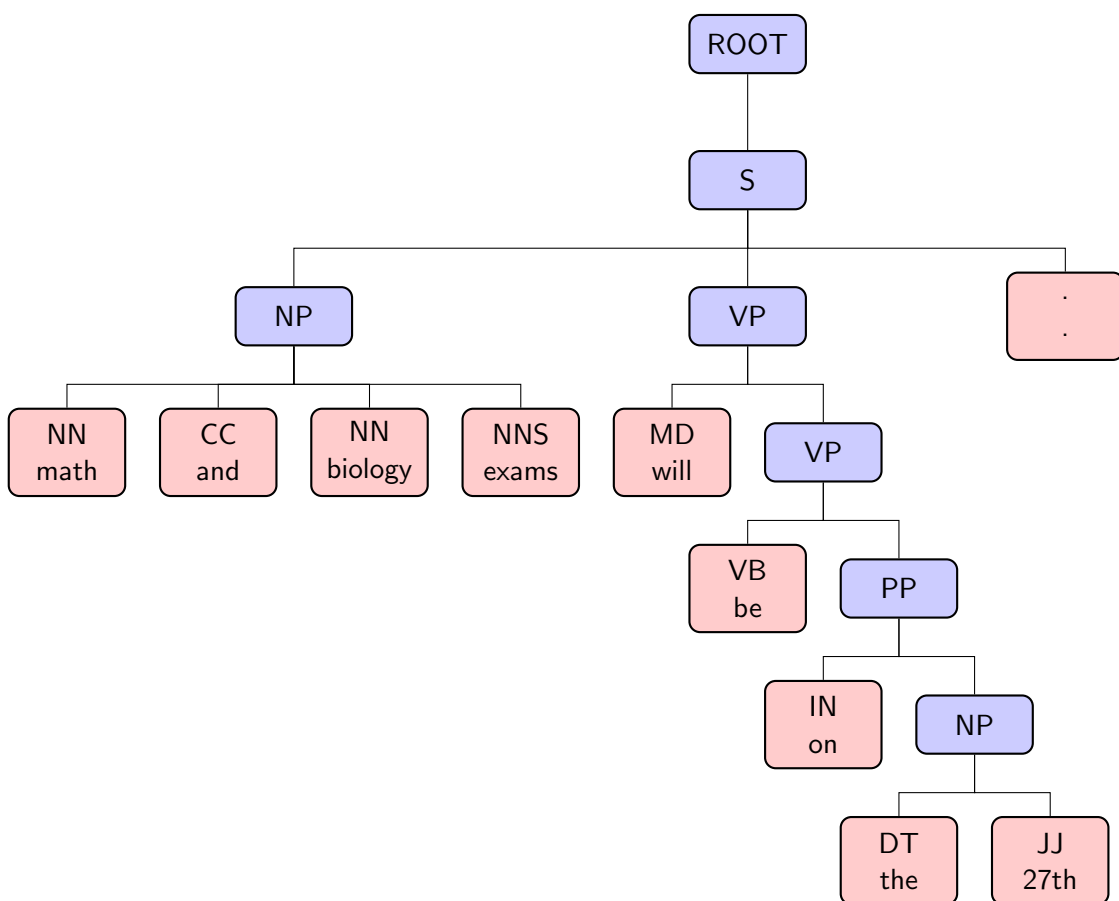 ROOT
S
NP
VP
.
.
NN
math
CC
and
NN
biology
NNS
exams
MD
will
VP
VB
be
PP
IN
on
NP
DT
the
JJ
27th